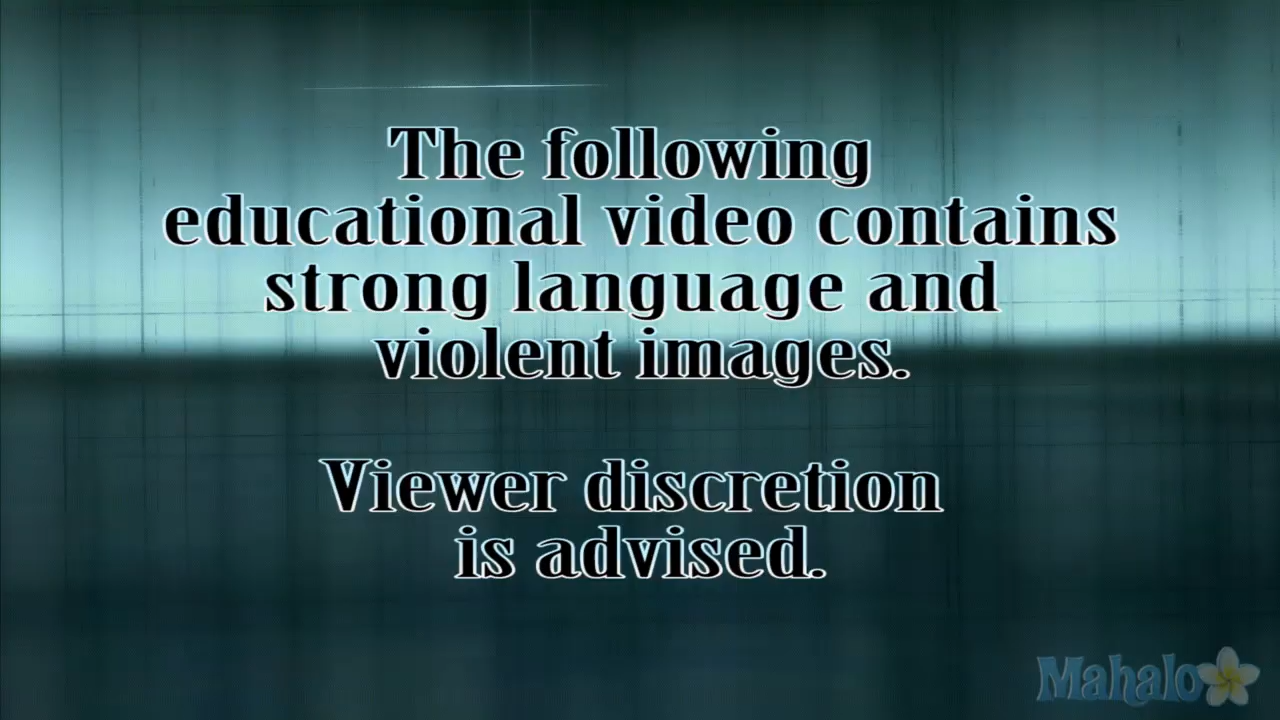 The following
educational video contains
strong language and
violent images.
Viewer discretion
is advised.
Mahalo